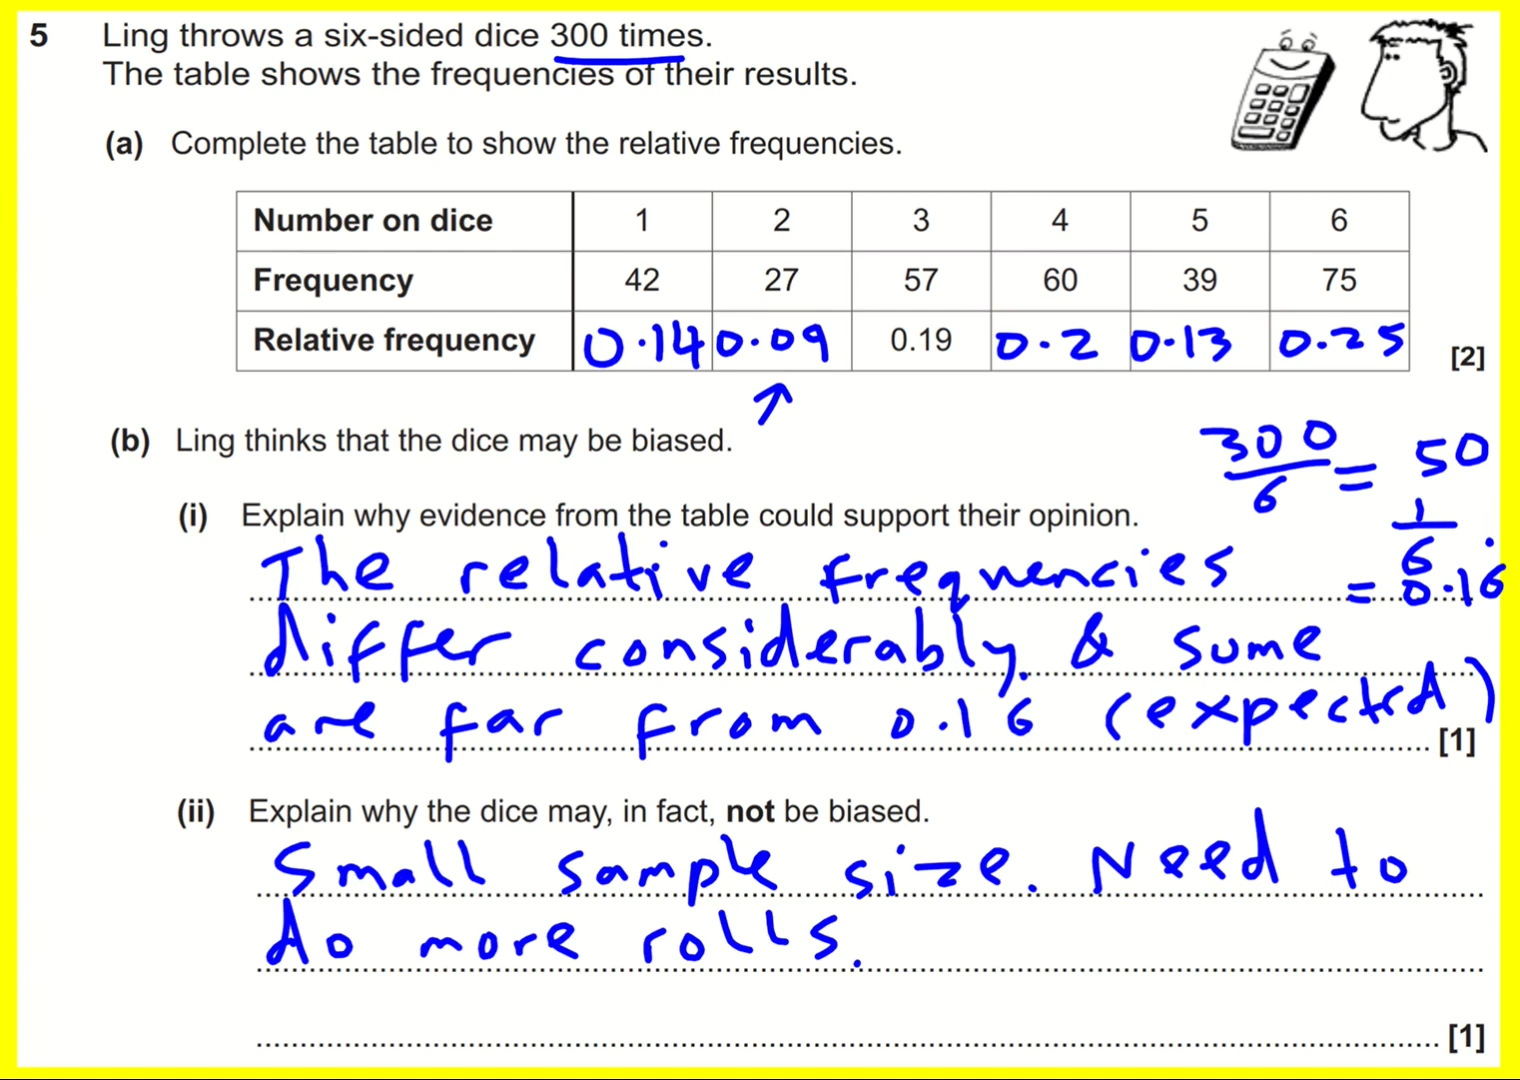 5 Ling throws a six-sided dice 300 times.
The table shows the frequencies of their results.
(a) Complete the table to show the relative frequencies.
Number on dice 1 2 3 4 5 6
Frequency 42 27 57 60 39 75
Relative frequency 0.14 0.09 0.19 0.2 0.13 0.25 [2]
(b) Ling thinks that the dice may be biased.
300/6 = 50
(i) Explain why evidence from the table could support their opinion.
1/6 = 0.16̇
The relative frequencies
differ considerably & some
are far from 0.16 (expected) [1]
(ii) Explain why the dice may, in fact, not be biased.
Small sample size. Need to
do more rolls.
[1]